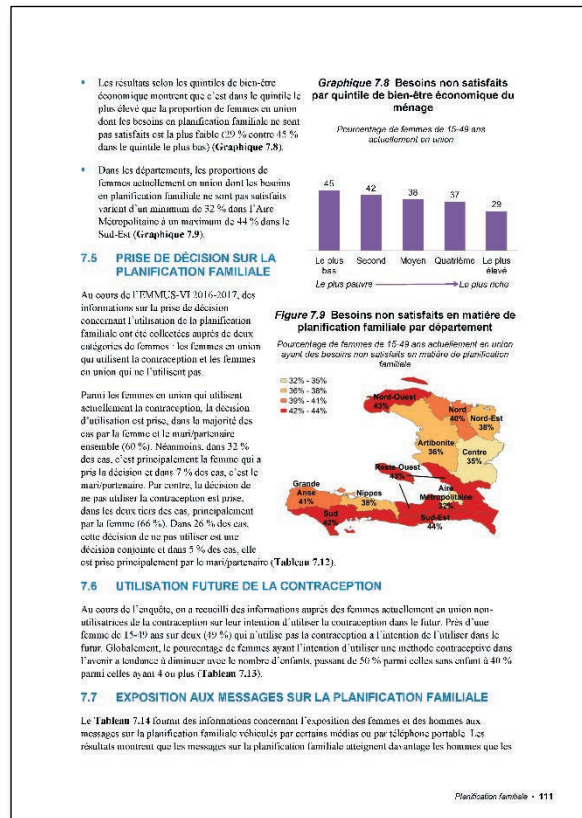 ▪ Les résultats selon les quintiles de bien-être
économique montrent que c'est dans le quintile le
plus élevé que la proportion de femmes en union
dont les besoins en planification familiale ne sont
pas satisfaits est la plus faible (29 % contre 45 %
dans le quintile le plus bas) (Graphique 7.8).
▪ Dans les départements, les proportions de
femmes actuellement en union dont les besoins
en planification familiale ne sont pas satisfaits
varient d'un minimum de 32 % dans l'Aire
Métropolitaine à un maximum de 44 % dans le
Sud-Est (Graphique 7.9).
7.5 PRISE DE DÉCISION SUR LA
PLANIFICATION FAMILIALE
Au cours de l'EMMUS-VI 2016-2017, des
informations sur la prise de décision
concernant l'utilisation de la planification
familiale ont été collectées auprès de deux
catégories de femmes : les femmes en union
qui utilisent la contraception et les femmes
en union qui ne l'utilisent pas.
Parmi les femmes en union qui utilisent
actuellement la contraception, la décision
d'utilisation est prise, dans la majorité des
cas par la femme et le mari/partenaire
ensemble (60 %). Néanmoins, dans 32 %
des cas, c'est principalement la femme qui a
pris la décision et dans 7 % des cas, c'est le
mari/partenaire. Par contre, la décision de
ne pas utiliser la contraception est prise,
dans les deux tiers des cas, principalement
par la femme (66 %). Dans 26 % des cas,
cette décision de ne pas utiliser est une
décision conjointe et dans 5 % des cas, elle
est prise principalement par le mari/partenaire (Tableau 7.12).
Graphique 7.8 Besoins non satisfaits
par quintile de bien-être économique du
ménage
Pourcentage de femmes de 15-49 ans
actuellement en union
45 42 38 37 29
Le plus bas Second Moyen Quatrième Le plus élevé
Le plus pauvre Le plus riche
Figure 7.9 Besoins non satisfaits en matière de
planification familiale par département
Pourcentage de femmes de 15-49 ans actuellement en union
ayant des besoins non satisfaits en matière de planification
familiale
32% - 35%
36% - 38%
39% - 41%
42% - 44%
Nord-Ouest
43%
Nord
40%
Nord-Est
38%
Artibonite
36%
Centre
35%
Reste-Ouest
43%
Aire
Métropolitaine
32%
Grande
Anse
41%
Nippes
38%
Sud
42%
Sud-Est
44%
7.6 UTILISATION FUTURE DE LA CONTRACEPTION
Au cours de l'enquête, on a recueilli des informations auprès des femmes actuellement en union non-
utilisatrices de la contraception sur leur intention d'utiliser la contraception dans le futur. Près d'une
femme de 15-49 ans sur deux (49 %) qui n'utilise pas la contraception a l'intention de l'utiliser dans le
futur. Globalement, le pourcentage de femmes ayant l'intention d'utiliser une méthode contraceptive dans
l'avenir a tendance à diminuer avec le nombre d'enfants, passant de 50 % parmi celles sans enfant à 40 %
parmi celles ayant 4 ou plus (Tableau 7.13).
7.7 EXPOSITION AUX MESSAGES SUR LA PLANIFICATION FAMILIALE
Le Tableau 7.14 fournit des informations concernant l'exposition des femmes et des hommes aux
messages sur la planification familiale véhiculés par certains médias ou par téléphone portable. Les
résultats montrent que les messages sur la planification familiale atteignent davantage les hommes que les
Planification familiale • 111